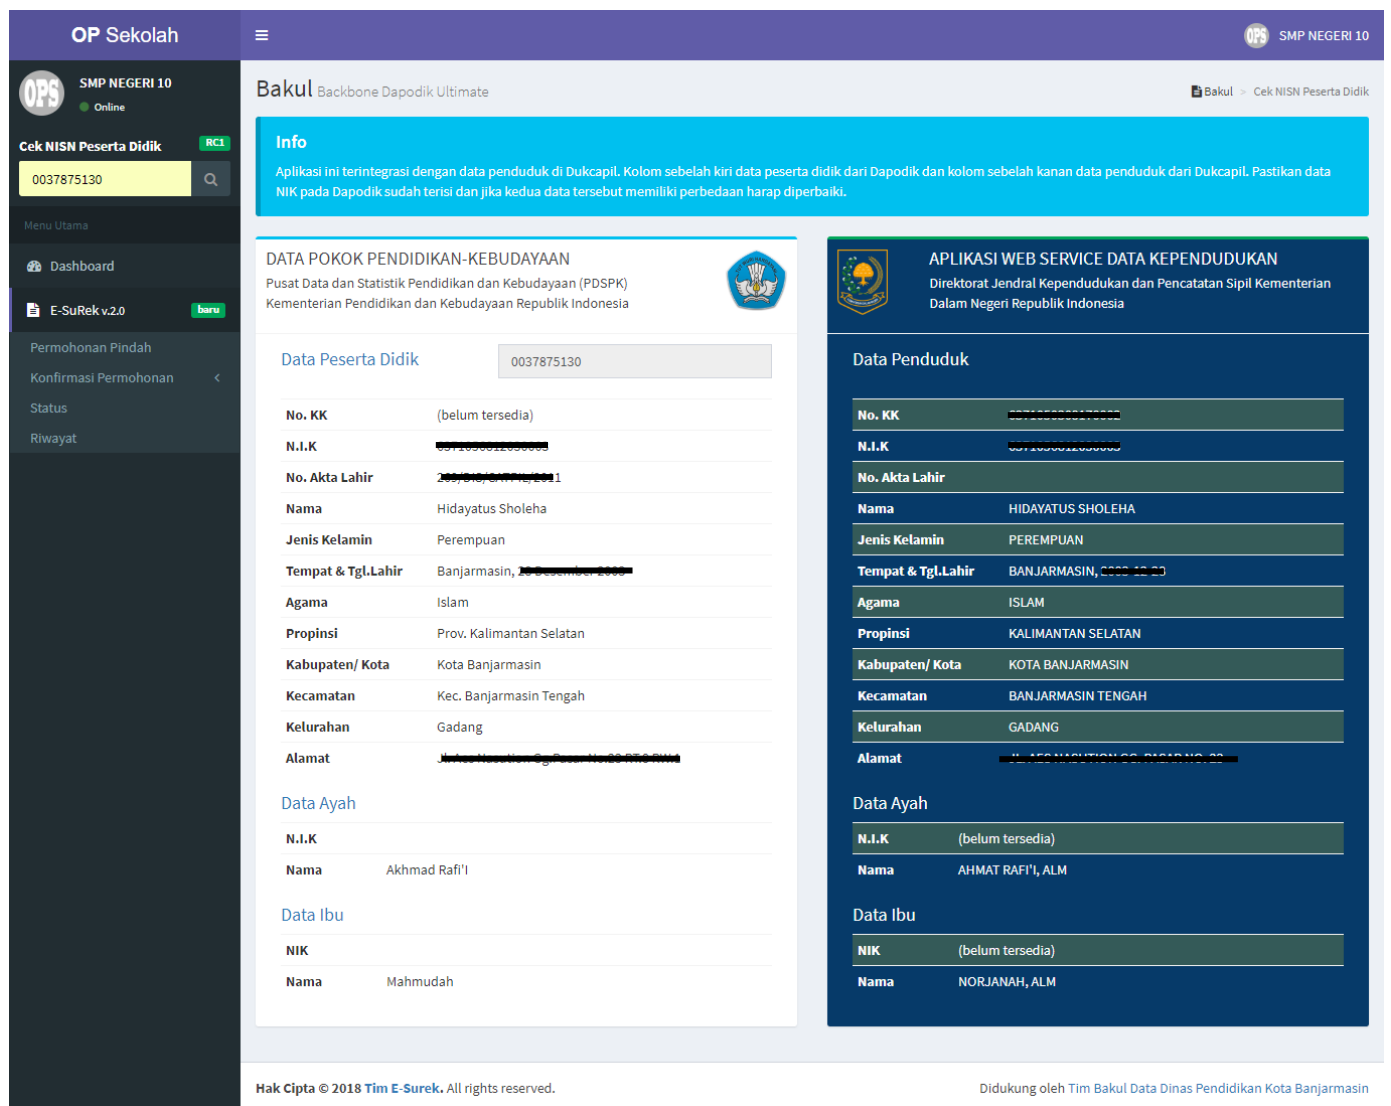 OP Sekolah
OPS SMP NEGERI 10
OPS
SMP NEGERI 10
Online
Cek NISN Peserta Didik RC1
0037875130
Menu Utama
Dashboard
E-SuRek v.2.0 baru
Permohonan Pindah
Konfirmasi Permohonan
Status
Riwayat
Bakul Backbone Dapodik Ultimate
Bakul > Cek NISN Peserta Didik
Info
Aplikasi ini terintegrasi dengan data penduduk di Dukcapil. Kolom sebelah kiri data peserta didik dari Dapodik dan kolom sebelah kanan data penduduk dari Dukcapil. Pastikan data
NIK pada Dapodik sudah terisi dan jika kedua data tersebut memiliki perbedaan harap diperbaiki.
DATA POKOK PENDIDIKAN-KEBUDAYAAN
Pusat Data dan Statistik Pendidikan dan Kebudayaan (PDSPK)
Kementerian Pendidikan dan Kebudayaan Republik Indonesia
Data Peserta Didik 0037875130
No. KK (belum tersedia)
N.I.K
No. Akta Lahir
Nama Hidayatus Sholeha
Jenis Kelamin Perempuan
Tempat & Tgl.Lahir Banjarmasin,
Agama Islam
Propinsi Prov. Kalimantan Selatan
Kabupaten/ Kota Kota Banjarmasin
Kecamatan Kec. Banjarmasin Tengah
Kelurahan Gadang
Alamat
Data Ayah
N.I.K
Nama Akhmad Rafi'I
Data Ibu
NIK
Nama Mahmudah
APLIKASI WEB SERVICE DATA KEPENDUDUKAN
Direktorat Jendral Kependudukan dan Pencatatan Sipil Kementerian
Dalam Negeri Republik Indonesia
Data Penduduk
No. KK
N.I.K
No. Akta Lahir
Nama HIDAYATUS SHOLEHA
Jenis Kelamin PEREMPUAN
Tempat & Tgl.Lahir BANJARMASIN,
Agama ISLAM
Propinsi KALIMANTAN SELATAN
Kabupaten/ Kota KOTA BANJARMASIN
Kecamatan BANJARMASIN TENGAH
Kelurahan GADANG
Alamat
Data Ayah
N.I.K (belum tersedia)
Nama AHMAT RAFI'I, ALM
Data Ibu
NIK (belum tersedia)
Nama NORJANAH, ALM
Hak Cipta © 2018 Tim E-Surek. All rights reserved.
Didukung oleh Tim Bakul Data Dinas Pendidikan Kota Banjarmasin